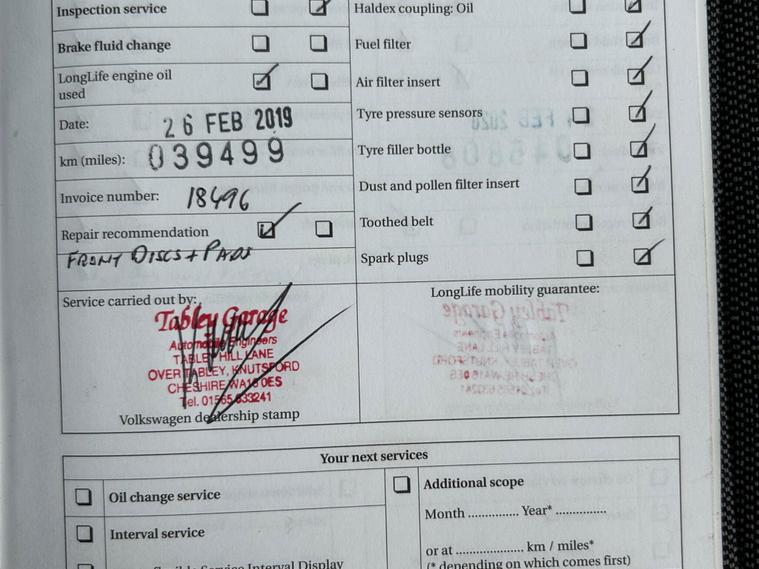 Inspection service
Brake fluid change
LongLife engine oil
used
Date: 26 FEB 2019
km (miles): 039499
Invoice number: 18496
Repair recommendation
FRONT DISCS + PADS
Haldex coupling: Oil
Fuel filter
Air filter insert
Tyre pressure sensors
Tyre filler bottle
Dust and pollen filter insert
Toothed belt
Spark plugs
Service carried out by:
Tabley Garage
Automobile Engineers
TABLEY HILL LANE
OVER TABLEY, KNUTSFORD
CHESHIRE WA16 0ES
Tel. 01565 633241
Volkswagen dealership stamp
LongLife mobility guarantee:
Your next services
Oil change service
Interval service
Service Interval Display
Additional scope
Month .............. Year* ..............
or at .................... km / miles*
(* depending on which comes first)